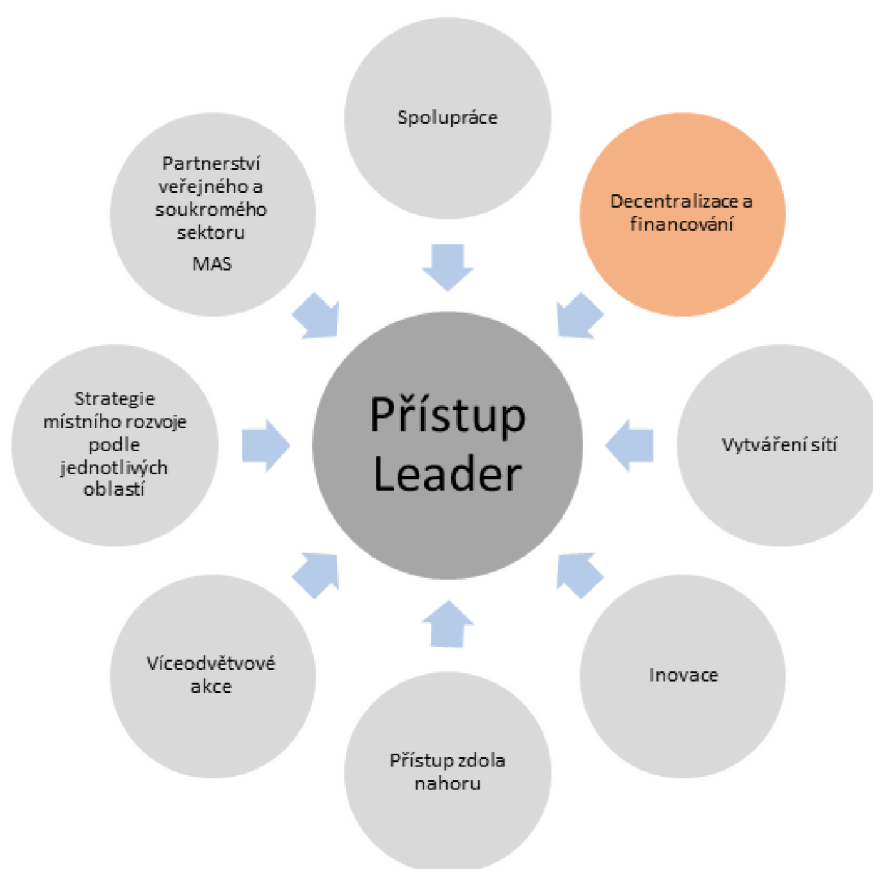 Spolupráce
Partnerství
veřejného a
soukromého
sektoru
MAS
Decentralizace a
financování
Přístup
Leader
Strategie
místního rozvoje
podle
jednotlivých
oblastí
Vytváření sítí
Víceodvětvové
akce
Inovace
Přístup zdola
nahoru